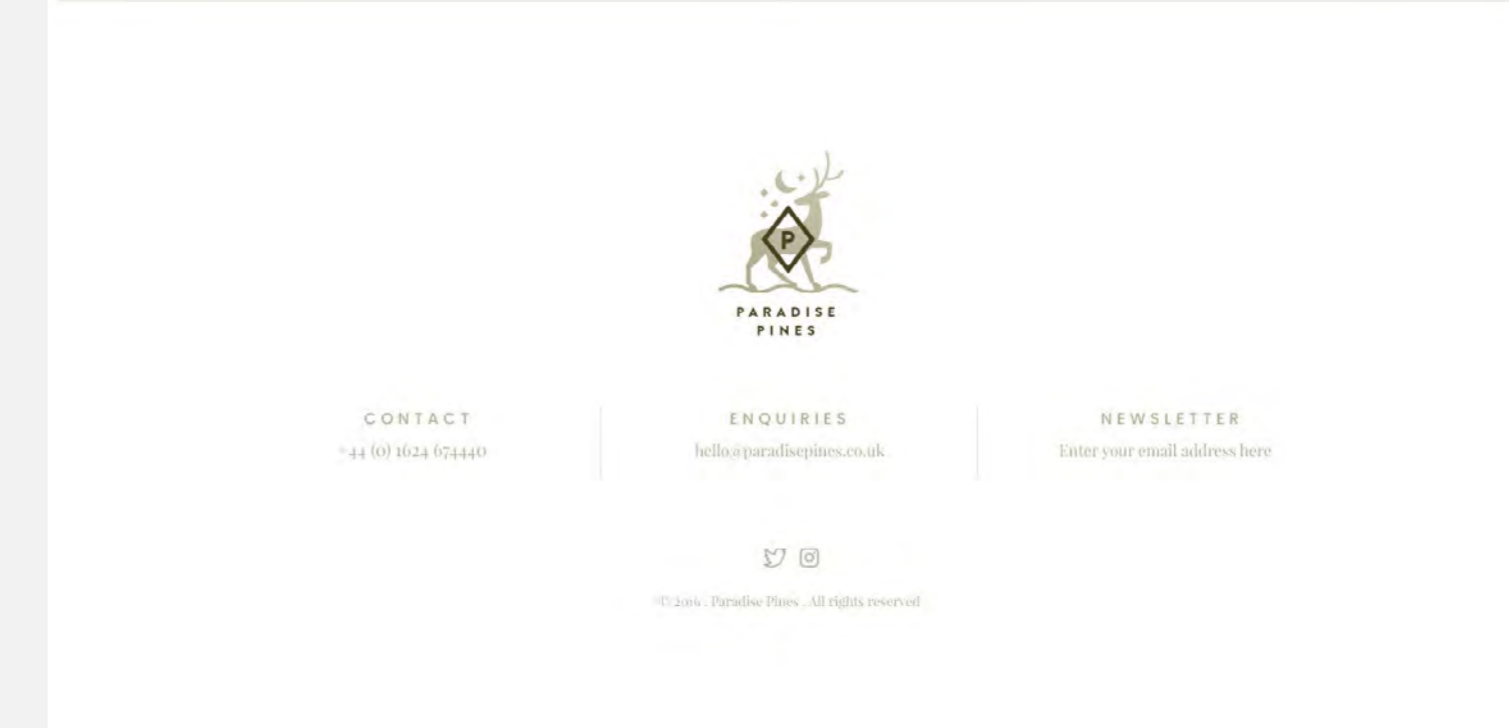 P
PARADISE
PINES
CONTACT
+44 (0) 1624 674440
ENQUIRIES
hello@paradisepines.co.uk
NEWSLETTER
Enter your email address here
© 2016 . Paradise Pines . All rights reserved